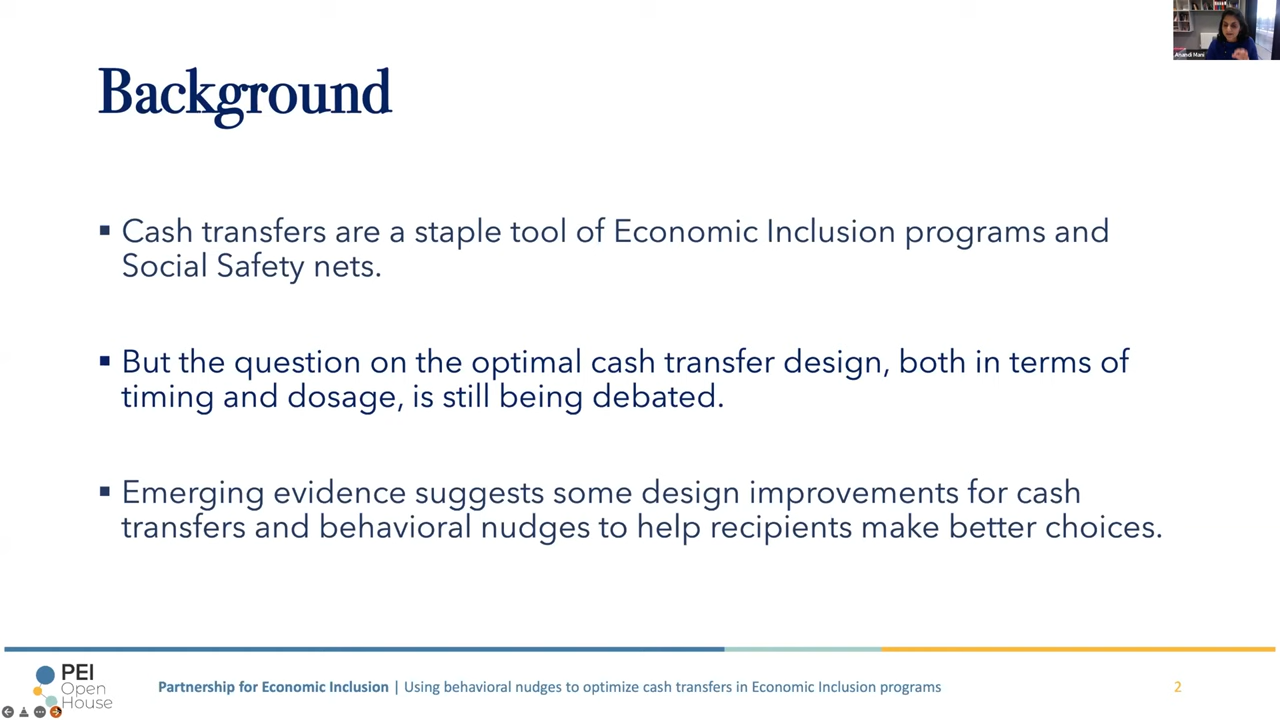 Anandi Mani
Background
▪ Cash transfers are a staple tool of Economic Inclusion programs and
Social Safety nets.
▪ But the question on the optimal cash transfer design, both in terms of
timing and dosage, is still being debated.
▪ Emerging evidence suggests some design improvements for cash
transfers and behavioral nudges to help recipients make better choices.
PEI
Open
House
Partnership for Economic Inclusion | Using behavioral nudges to optimize cash transfers in Economic Inclusion programs
2